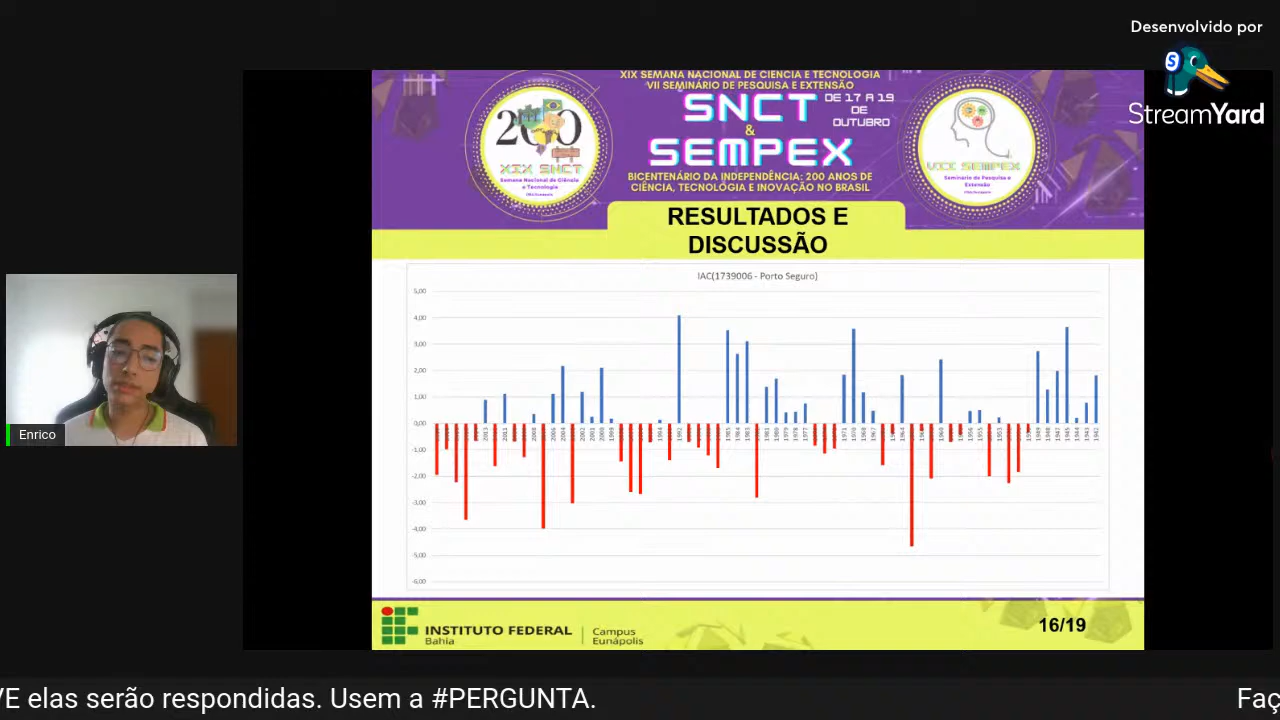 Desenvolvido por
StreamYard
XIX SEMANA NACIONAL DE CIÊNCIA E TECNOLOGIA
VII SEMINÁRIO DE PESQUISA E EXTENSÃO
SNCT
&
SEMPEX
DE 17 A 19
DE
OUTUBRO
BICENTENÁRIO DA INDEPENDÊNCIA: 200 ANOS DE
CIÊNCIA, TECNOLOGIA E INOVAÇÃO NO BRASIL
200
XIX SNCT
Semana Nacional de Ciência
e Tecnologia
VII SEMPEX
Seminário de Pesquisa e
Extensão
RESULTADOS E
DISCUSSÃO
IAC(1739006 - Porto Seguro)
5,00
4,00
3,00
2,00
1,00
0,00
-1,00
-2,00
-3,00
-4,00
-5,00
-6,00
Enrico
INSTITUTO FEDERAL
Bahia
Campus
Eunápolis
16/19
VE elas serão respondidas. Usem a #PERGUNTA.
Faç